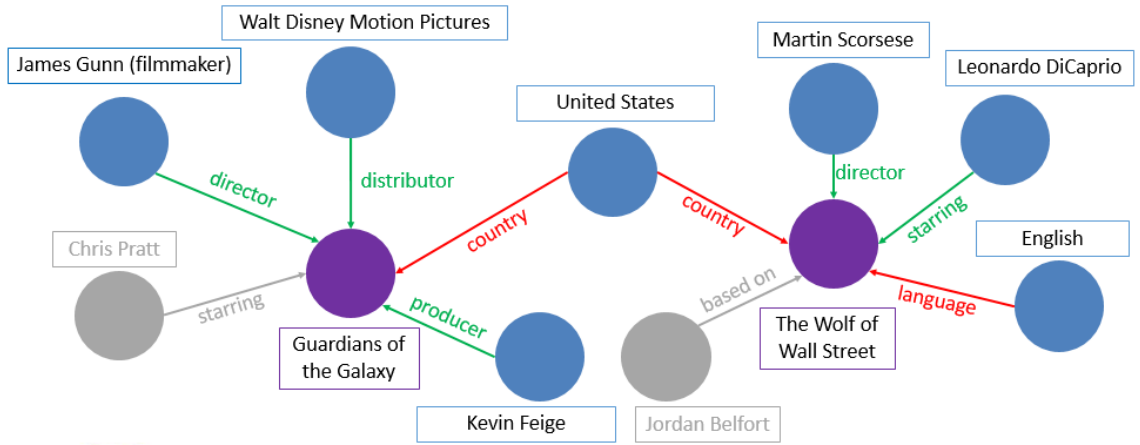 Walt Disney Motion Pictures
James Gunn (filmmaker)
Martin Scorsese
Leonardo DiCaprio
United States
director
distributor
country
country
director
starring
Chris Pratt
starring
English
based on
language
producer
Guardians of
the Galaxy
The Wolf of
Wall Street
Kevin Feige
Jordan Belfort